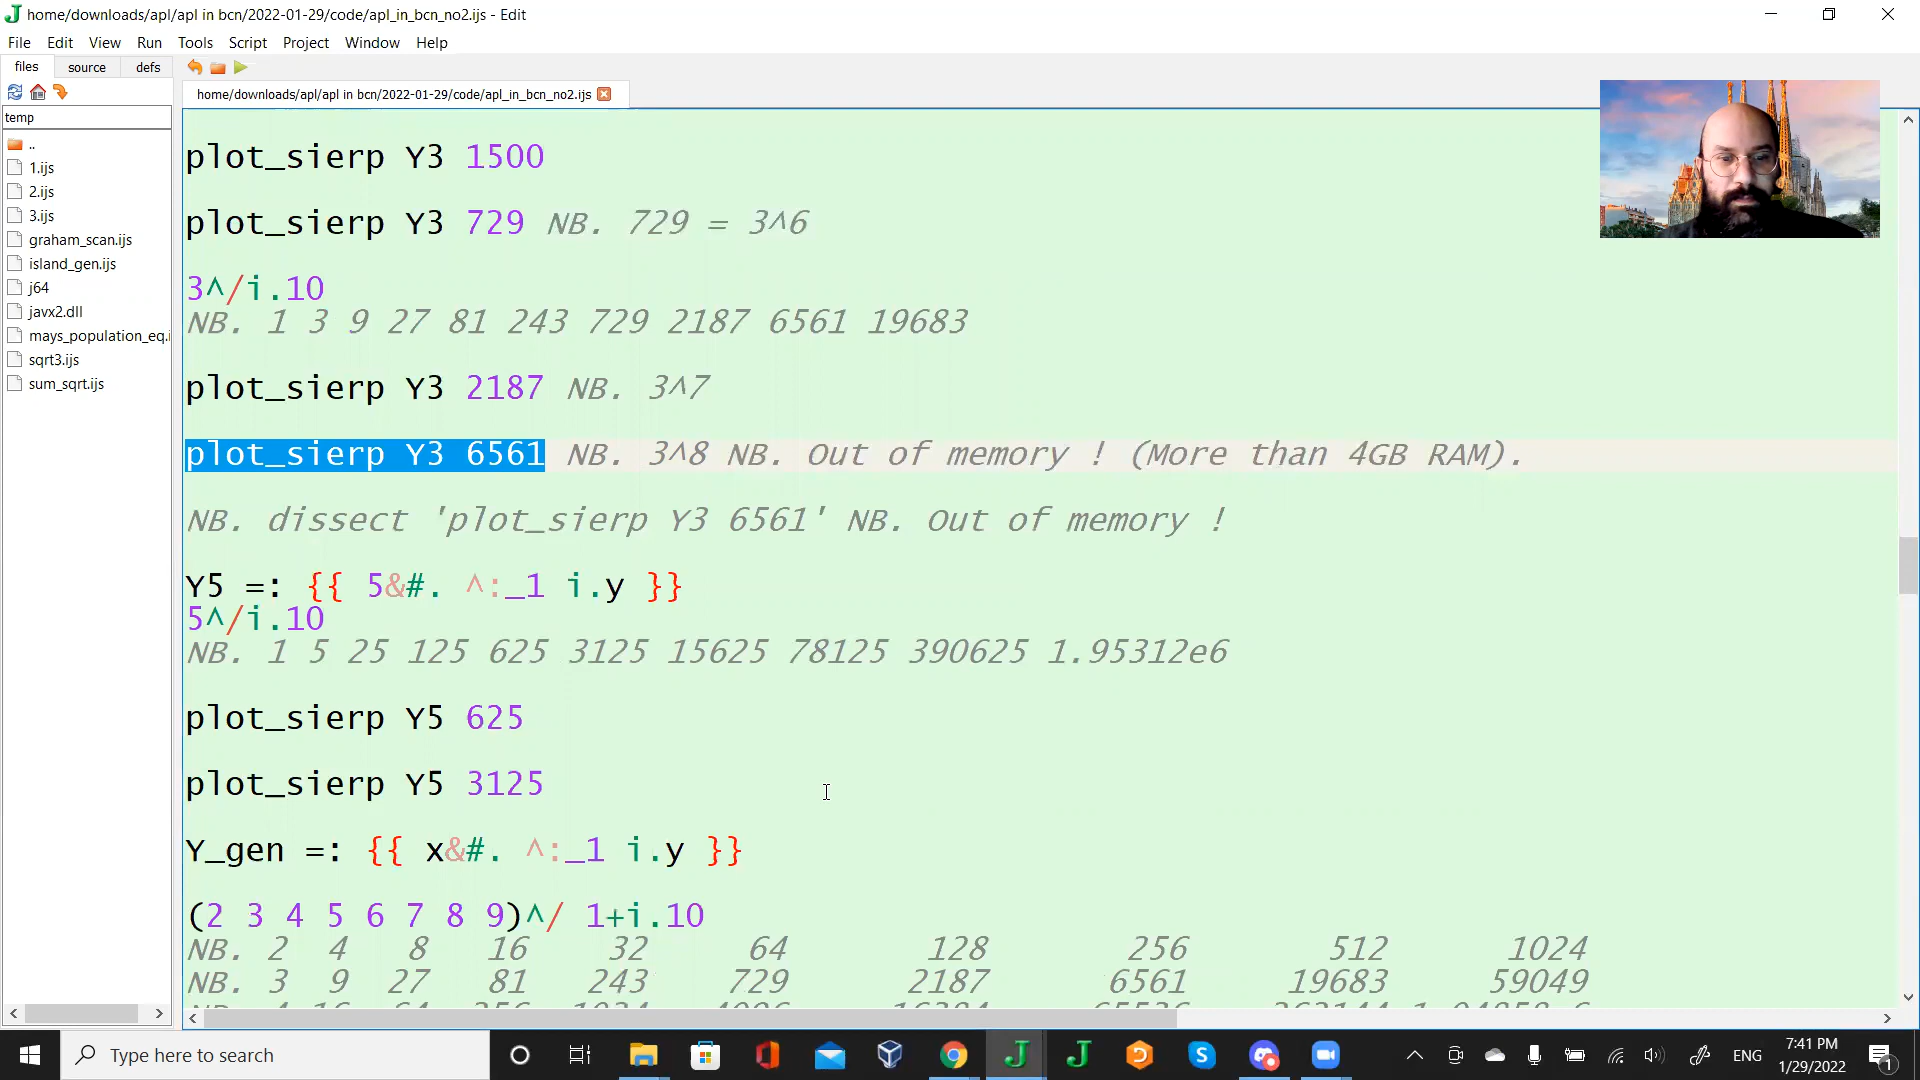 home/downloads/apl/apl in bcn/2022-01-29/code/apl_in_bcn_no2.ijs - Edit
File Edit View Run Tools Script Project Window Help
files source defs
home/downloads/apl/apl in bcn/2022-01-29/code/apl_in_bcn_no2.ijs
temp
..
1.ijs
2.ijs
3.ijs
graham_scan.ijs
island_gen.ijs
j64
javx2.dll
mays_population_eq.i
sqrt3.ijs
sum_sqrt.ijs
plot_sierp Y3 1500
plot_sierp Y3 729 NB. 729 = 3^6
3^/i.10
NB. 1 3 9 27 81 243 729 2187 6561 19683
plot_sierp Y3 2187 NB. 3^7
plot_sierp Y3 6561 NB. 3^8 NB. Out of memory ! (More than 4GB RAM).
NB. dissect 'plot_sierp Y3 6561' NB. Out of memory !
Y5 =: {{ 5&#. ^:_1 i.y }}
5^/i.10
NB. 1 5 25 125 625 3125 15625 78125 390625 1.95312e6
plot_sierp Y5 625
plot_sierp Y5 3125
Y_gen =: {{ x&#. ^:_1 i.y }}
(2 3 4 5 6 7 8 9)^/ 1+i.10
NB. 2 4 8 16 32 64 128 256 512 1024
NB. 3 9 27 81 243 729 2187 6561 19683 59049
Type here to search
ENG
7:41 PM
1/29/2022
1